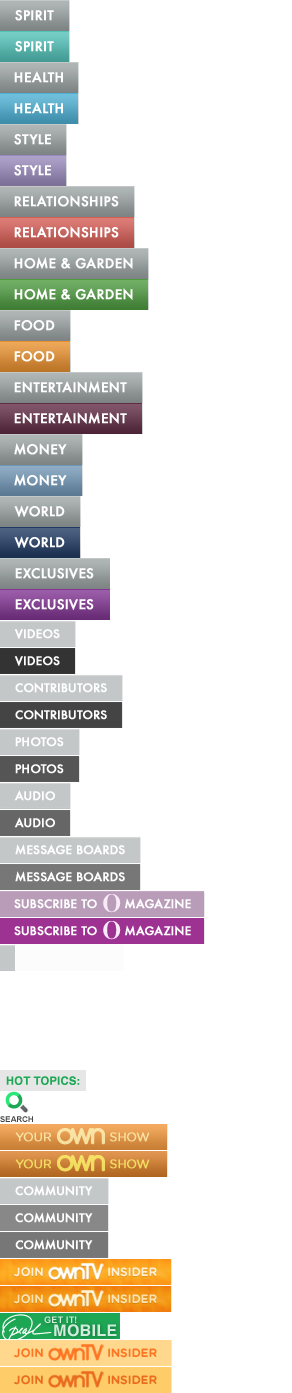 SPIRIT
SPIRIT
HEALTH
HEALTH
STYLE
STYLE
RELATIONSHIPS
RELATIONSHIPS
HOME & GARDEN
HOME & GARDEN
FOOD
FOOD
ENTERTAINMENT
ENTERTAINMENT
MONEY
MONEY
WORLD
WORLD
EXCLUSIVES
EXCLUSIVES
VIDEOS
VIDEOS
CONTRIBUTORS
CONTRIBUTORS
PHOTOS
PHOTOS
AUDIO
AUDIO
MESSAGE BOARDS
MESSAGE BOARDS
SUBSCRIBE TO O MAGAZINE
SUBSCRIBE TO O MAGAZINE
HOT TOPICS:
SEARCH
YOUR OWN SHOW
YOUR OWN SHOW
COMMUNITY
COMMUNITY
COMMUNITY
JOIN OWNTV INSIDER
JOIN OWNTV INSIDER
GET IT!
Oprah MOBILE
JOIN OWNTV INSIDER
JOIN OWNTV INSIDER